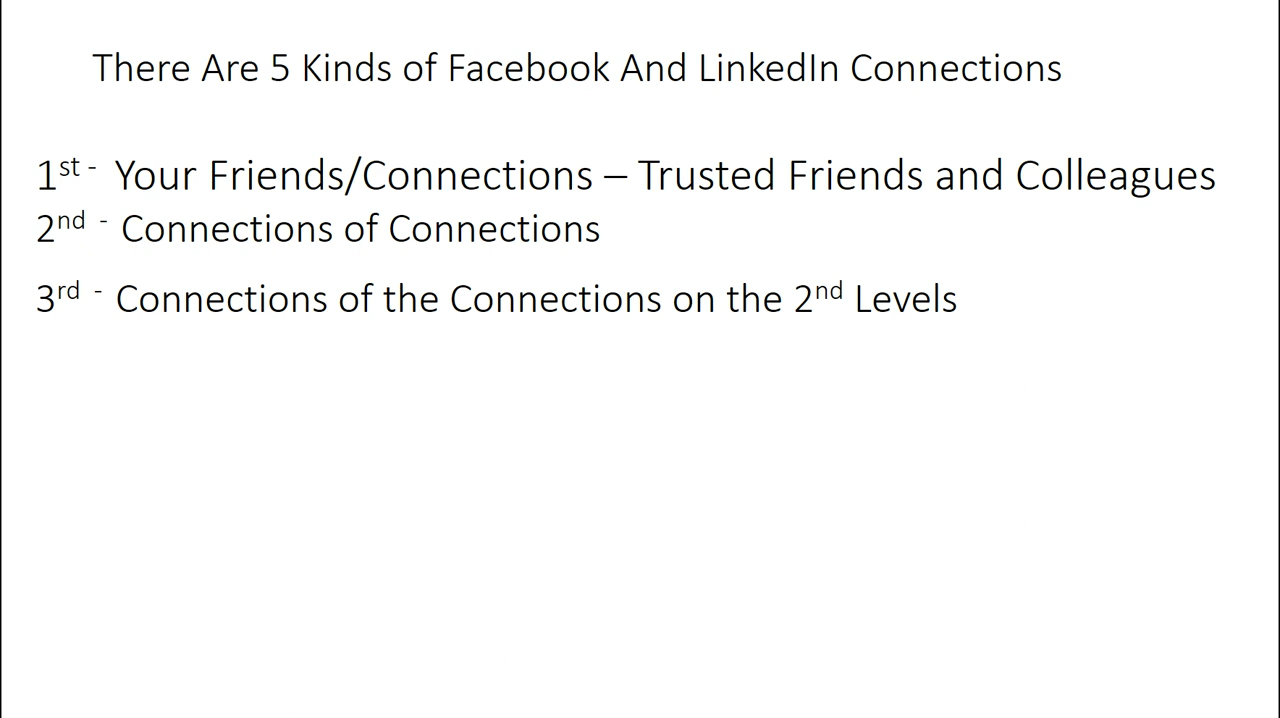 There Are 5 Kinds of Facebook And LinkedIn Connections
1st - Your Friends/Connections – Trusted Friends and Colleagues
2nd - Connections of Connections
3rd - Connections of the Connections on the 2nd Levels